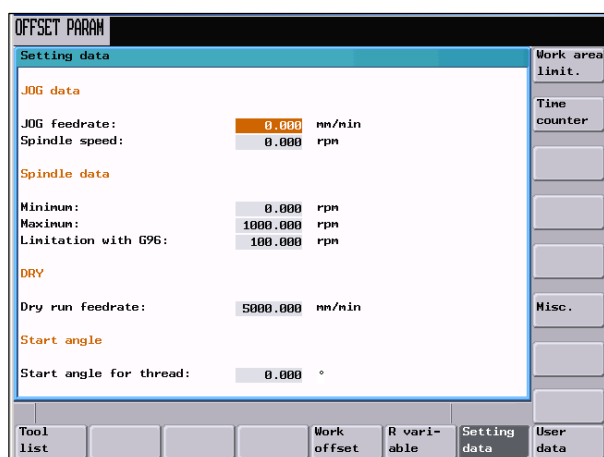 OFFSET PARAM
Setting data
Work area
limit.
JOG data
Time
counter
JOG feedrate: 0.000 mm/min
Spindle speed: 0.000 rpm
Spindle data
Minimum: 0.000 rpm
Maximum: 1000.000 rpm
Limitation with G96: 100.000 rpm
DRY
Dry run feedrate: 5000.000 mm/min
Misc.
Start angle
Start angle for thread: 0.000 °
Tool
list
Work
offset
R vari-
able
Setting
data
User
data